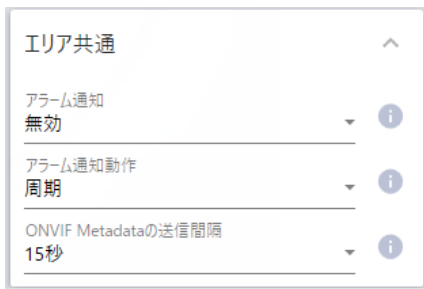 エリア共通
アラーム通知
無効
アラーム通知動作
周期
ONVIF Metadataの送信間隔
15秒